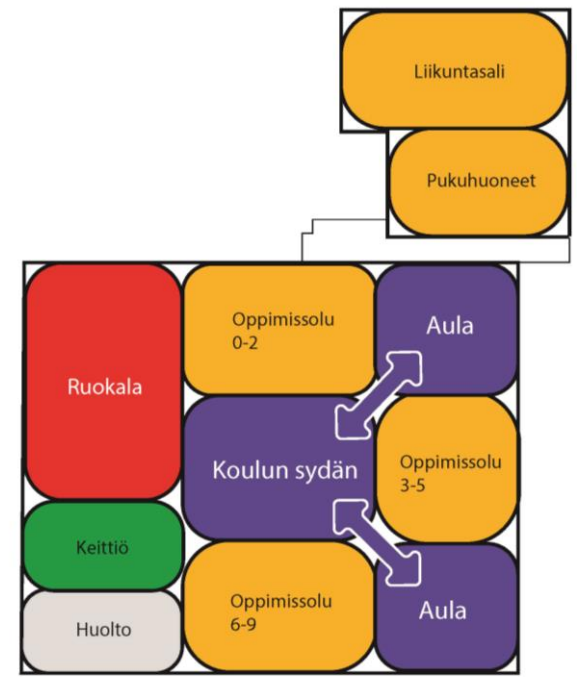 Liikuntasali
Pukuhuoneet
Oppimissolu
0-2
Aula
Ruokala
Koulun sydän
Oppimissolu
3-5
Keittiö
Oppimissolu
6-9
Aula
Huolto